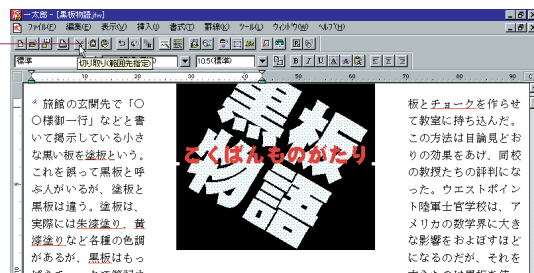 一太郎 - [黒板物語.jtw]
ファイル(F) 編集(E) 表示(V) 挿入(I) 書式(T) 罫線(K) ツール(L) ウィンドウ(W) ヘルプ(H)
標準
10.5(標準)
B I U A A
切り取り(範囲先指定)
10 20 30 40 50 60 70 80 90
旅館の玄関先で「○
○様御一行」などと書
いて掲示している小さ
な黒い板を塗板という。
これを誤って黒板と呼
ぶ人がいるが、塗板と
黒板は違う。塗板は、
実際には朱漆塗り、黄
漆塗りなど各種の色調
があるが、黒板はもっ
黒板
物語
こくばんものがたり
板とチョークを作らせ
て教室に持ち込んだ。
この方法は目論見どお
りの効果をあげ、同校
の教授たちの評判にな
った。ウエストポイン
ト陸軍士官学校は、ア
メリカの数学界に大き
な影響をおよぼすほど
になるのだが、それを